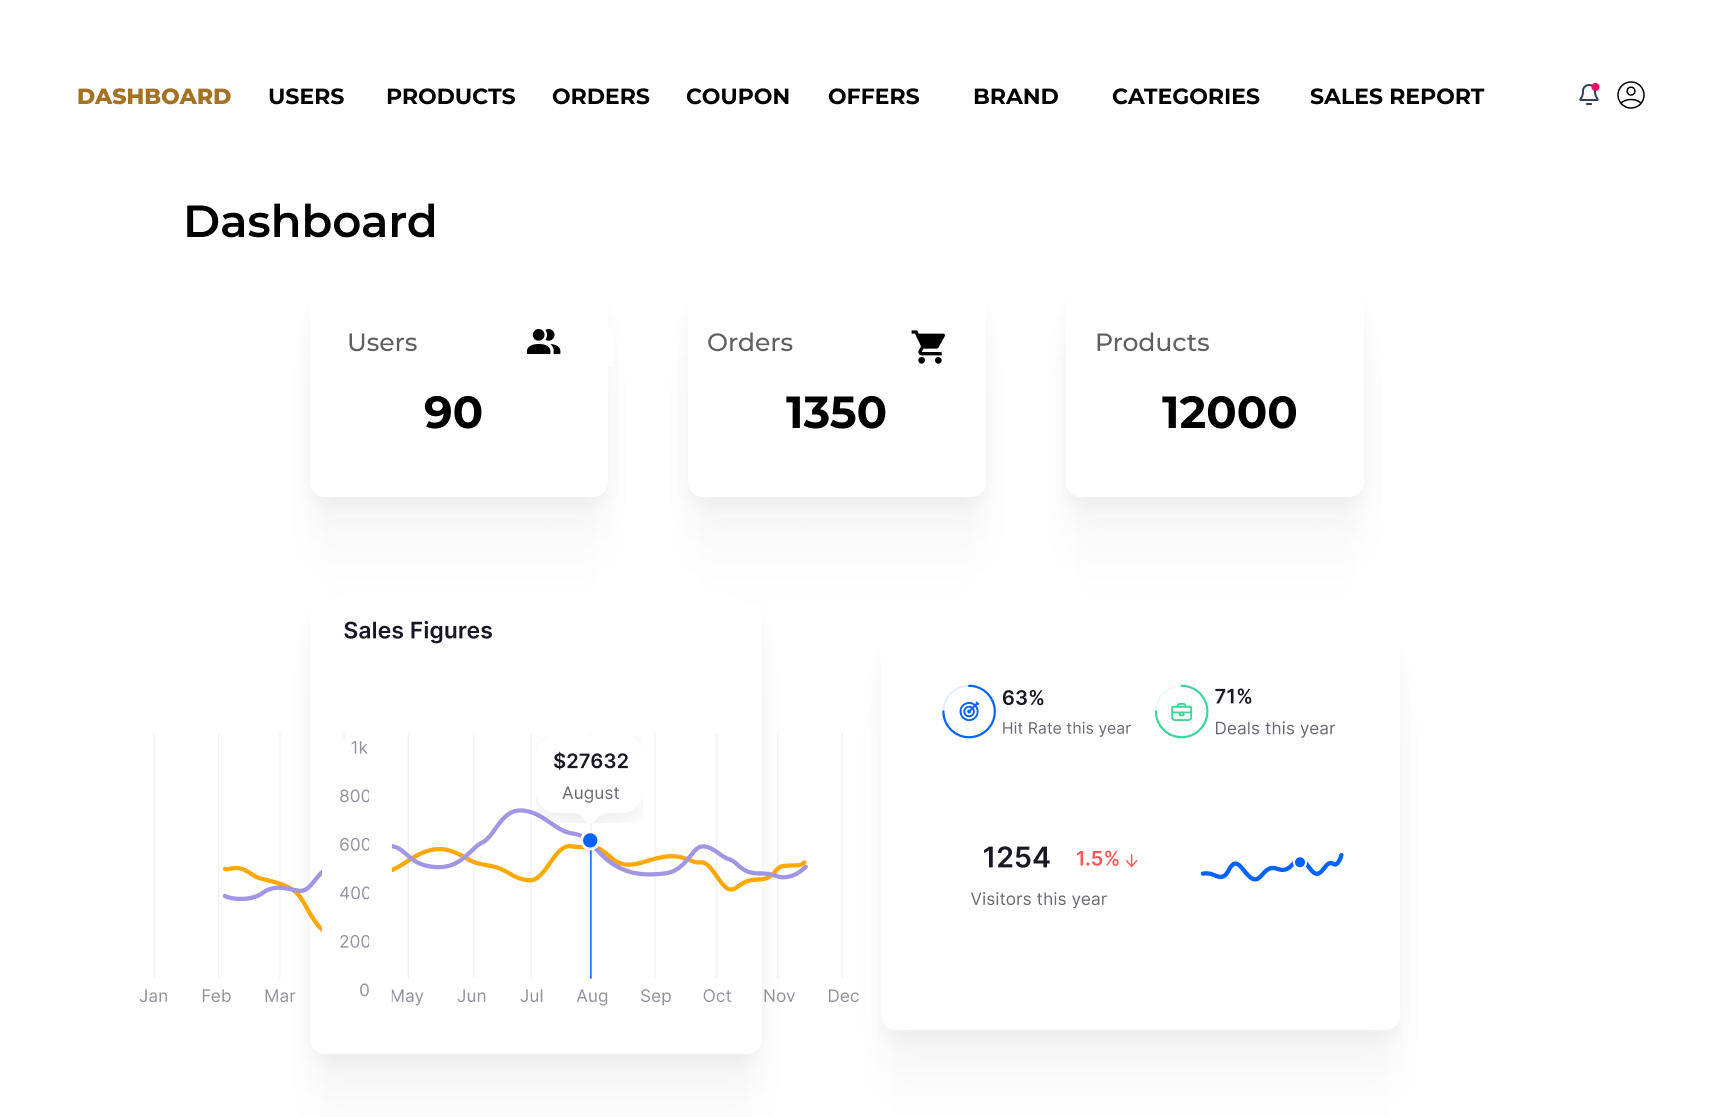 DASHBOARD USERS PRODUCTS ORDERS COUPON OFFERS BRAND CATEGORIES SALES REPORT
Dashboard
Users
90
Orders
1350
Products
12000
Sales Figures
1k
800
600
400
200
0
$27632
August
Jan Feb Mar May Jun Jul Aug Sep Oct Nov Dec
63%
Hit Rate this year
71%
Deals this year
1254 1.5%
Visitors this year